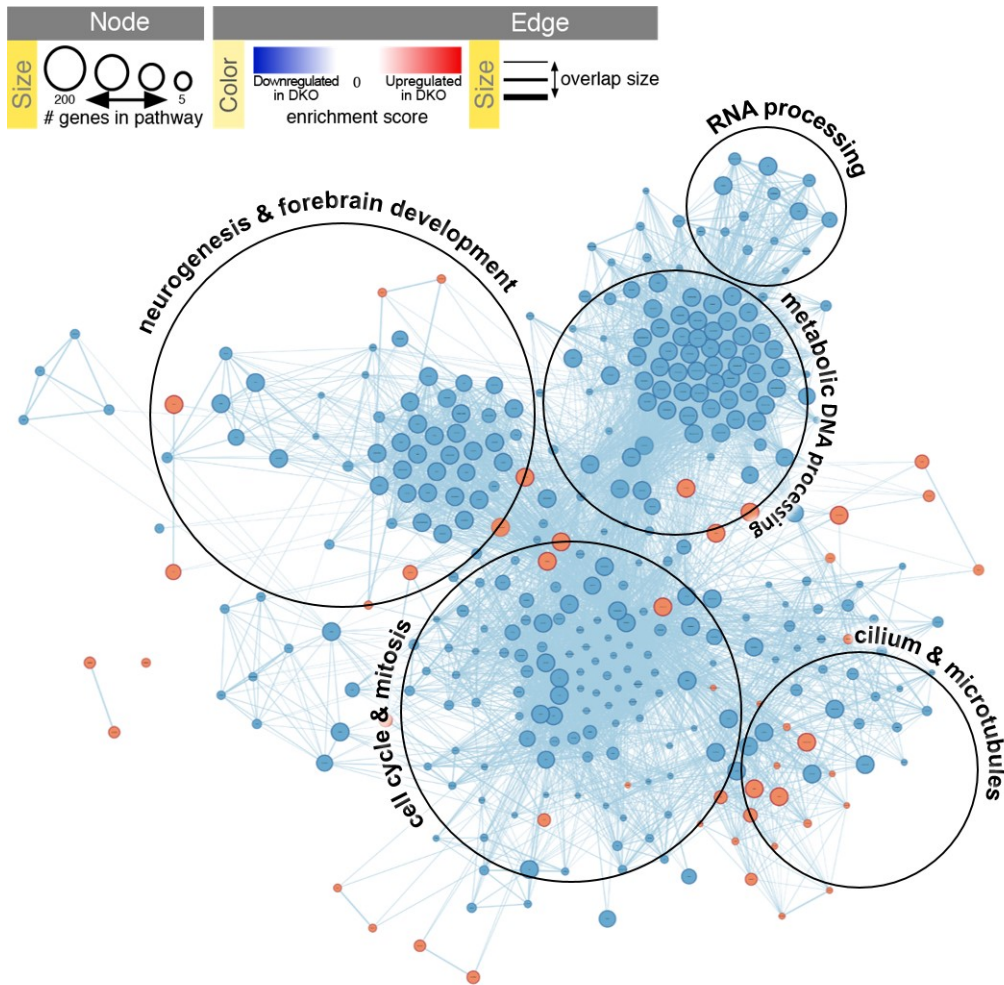 Node
Edge
Size
200
5
# genes in pathway
Color
Downregulated
in DKO
0
Upregulated
in DKO
enrichment score
Size
overlap size
RNA processing
neurogenesis & forebrain development
metabolic DNA processing
cell cycle & mitosis
cilium & microtubules